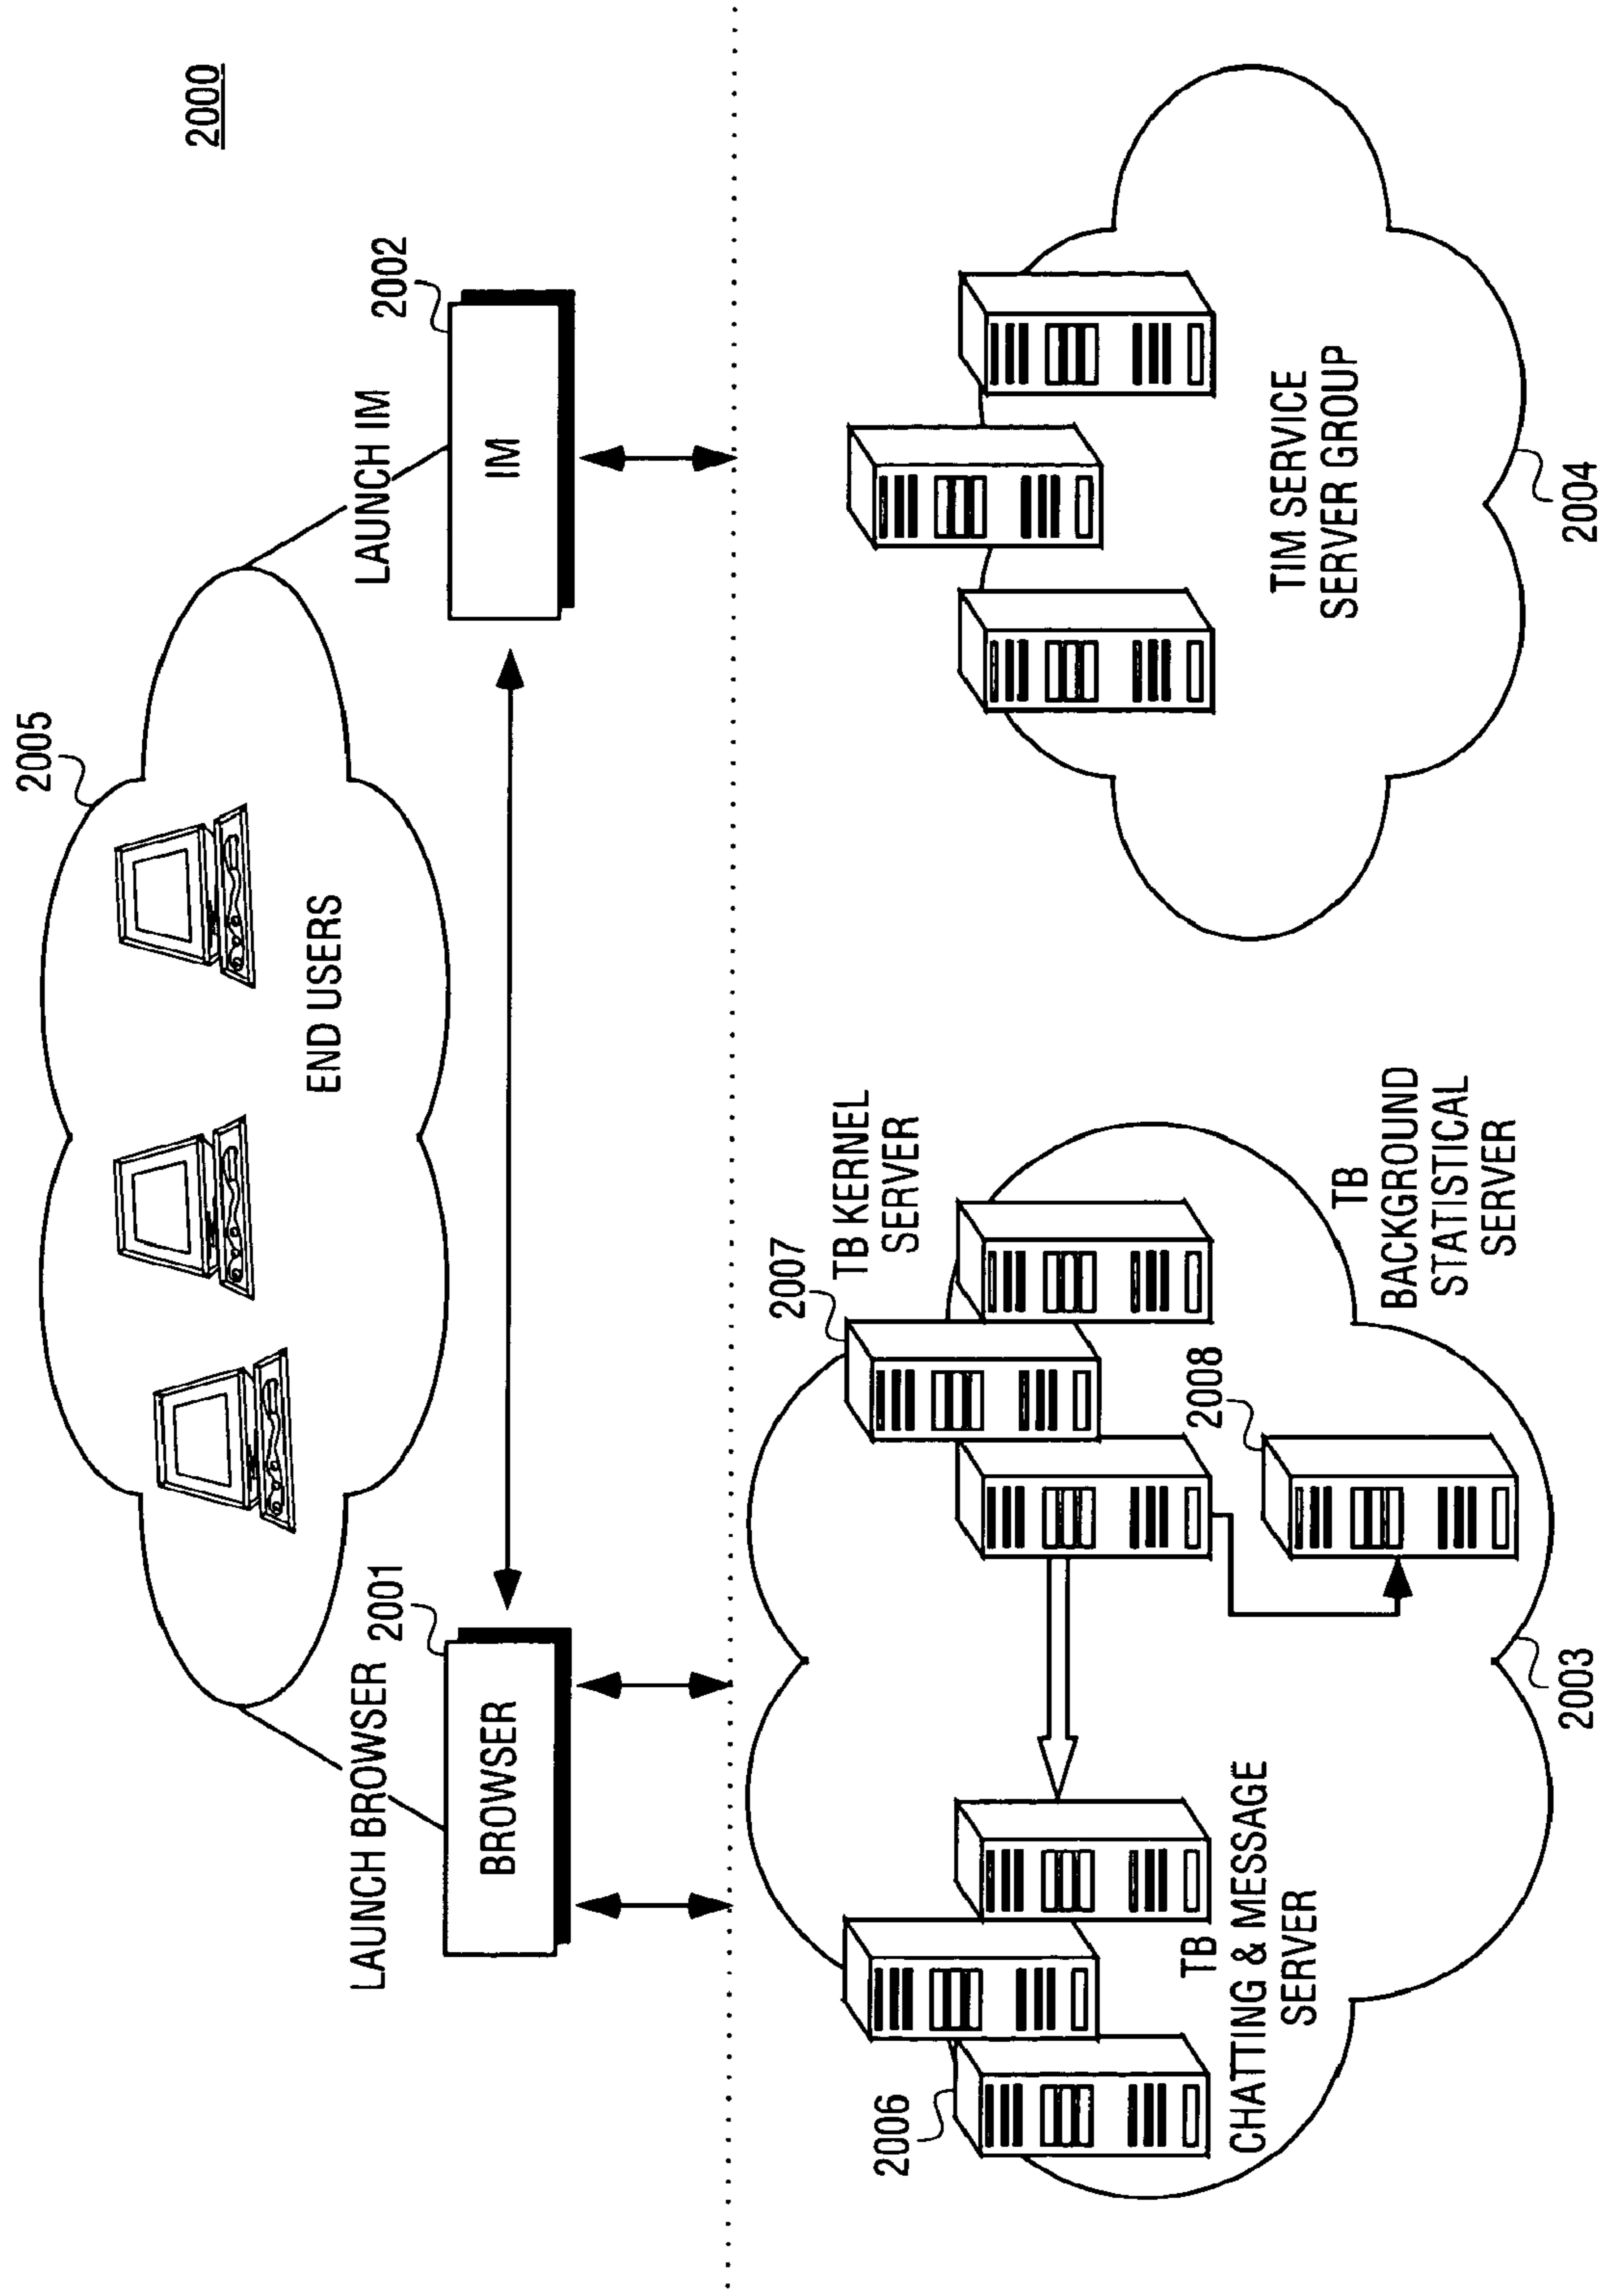 2000
2005
END USERS
LAUNCH BROWSER
2001
BROWSER
LAUNCH IM
2002
IM
2007
TB KERNEL
SERVER
2006
TB
CHATTING & MESSAGE
SERVER
2008
TB
BACKGROUND
STATISTICAL
SERVER
2003
TIM SERVICE
SERVER GROUP
2004